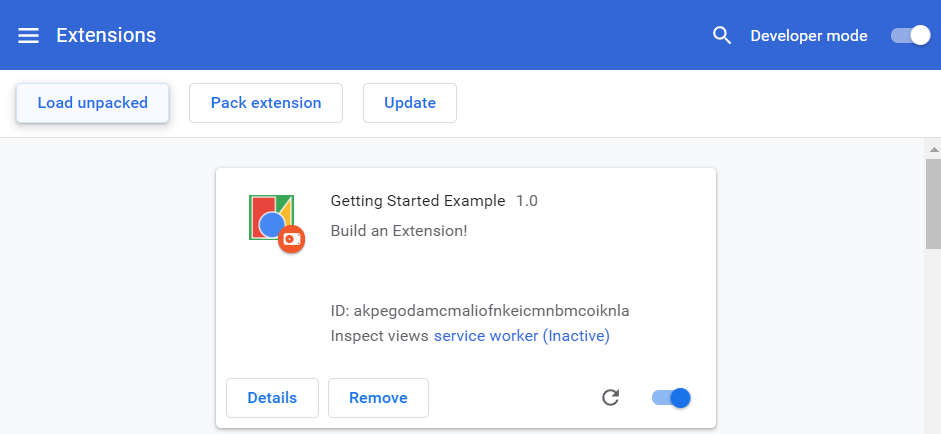 Extensions
Developer mode
Load unpacked
Pack extension
Update
Getting Started Example 1.0
Build an Extension!
ID: akpegodamcmaliofnkeicmnbmcoiknla
Inspect views service worker (Inactive)
Details
Remove